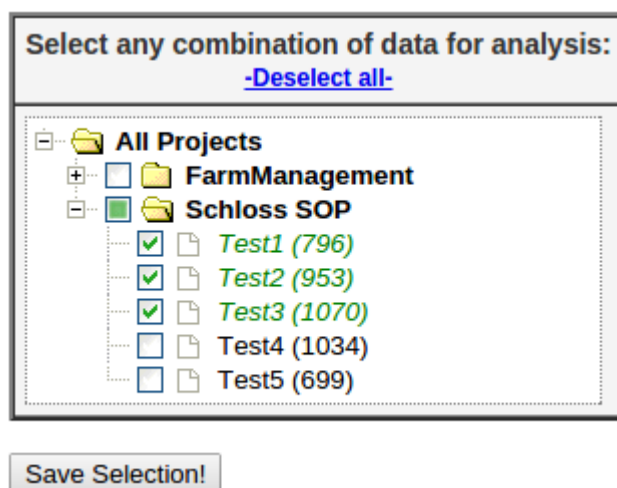 Select any combination of data for analysis:
-Deselect all-
All Projects
FarmManagement
Schloss SOP
Test1 (796)
Test2 (953)
Test3 (1070)
Test4 (1034)
Test5 (699)
Save Selection!